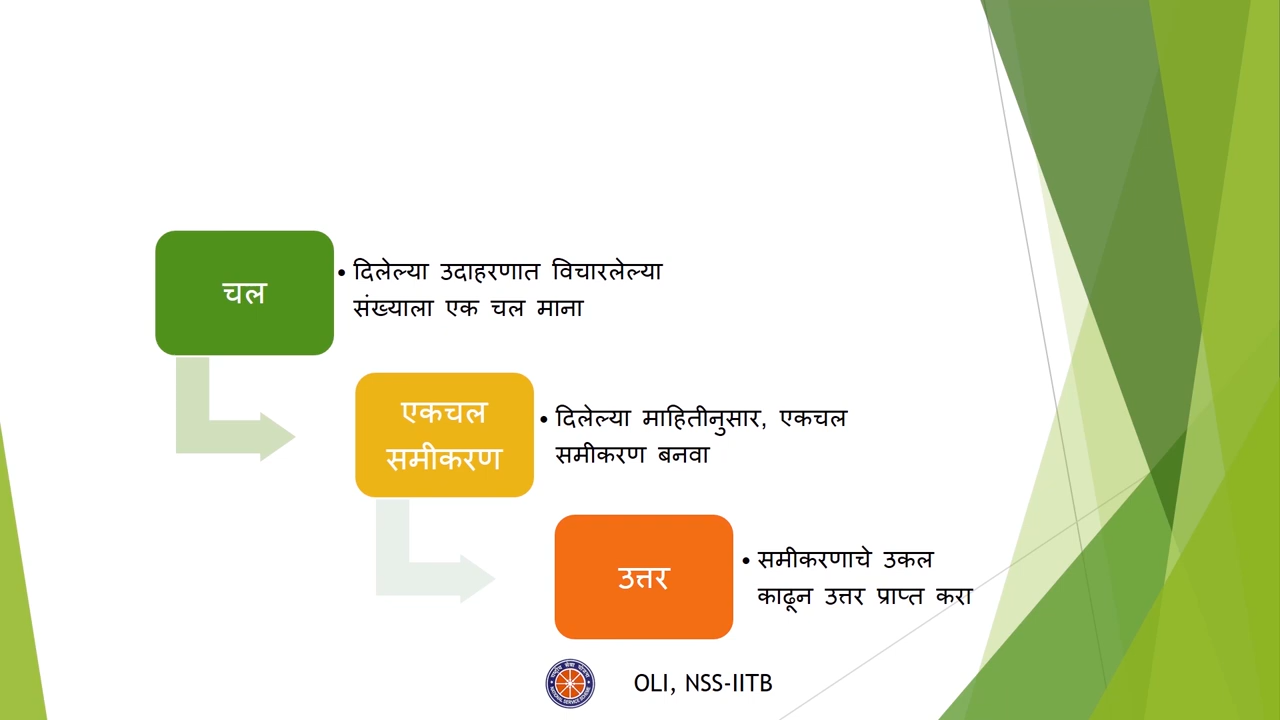 चल
• दिलेल्या उदाहरणात विचारलेल्या
संख्याला एक चल माना
एकचल
समीकरण
• दिलेल्या माहितीनुसार, एकचल
समीकरण बनवा
उत्तर
• समीकरणाचे उकल
काढून उत्तर प्राप्त करा
OLI, NSS-IITB